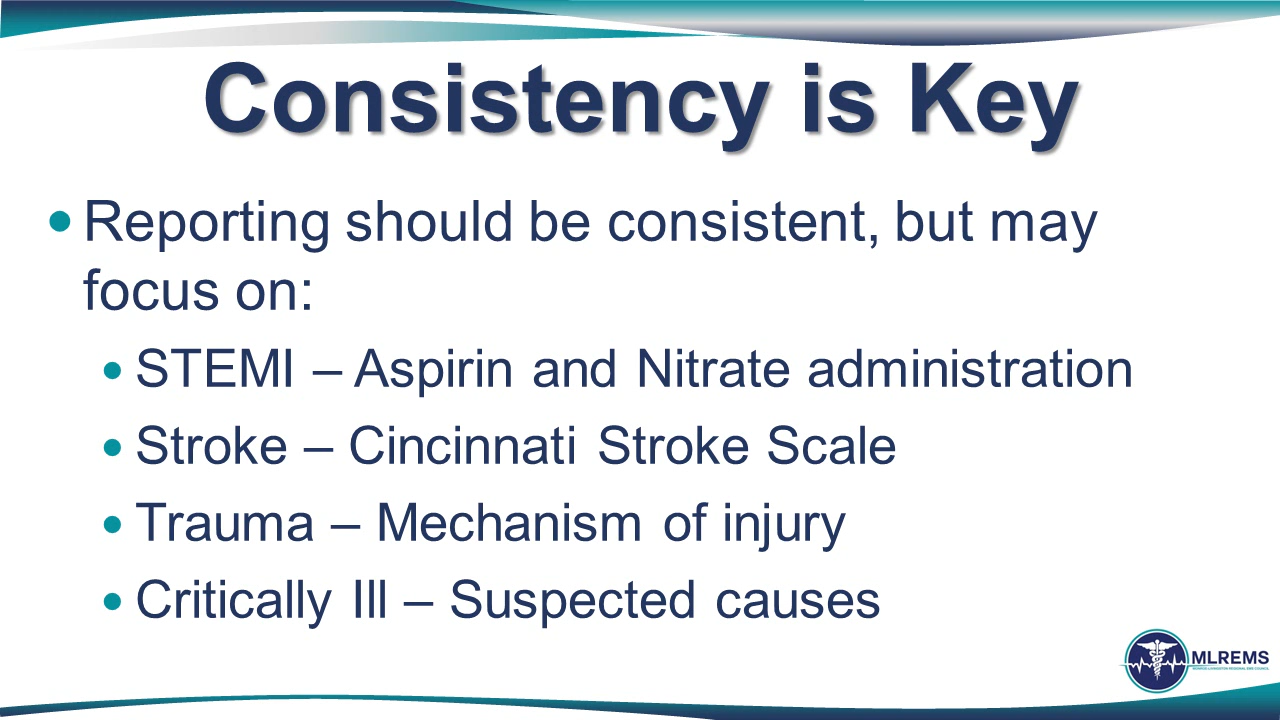 Consistency is Key
Reporting should be consistent, but may
focus on:
STEMI – Aspirin and Nitrate administration
Stroke – Cincinnati Stroke Scale
Trauma – Mechanism of injury
Critically Ill – Suspected causes
MLREMS